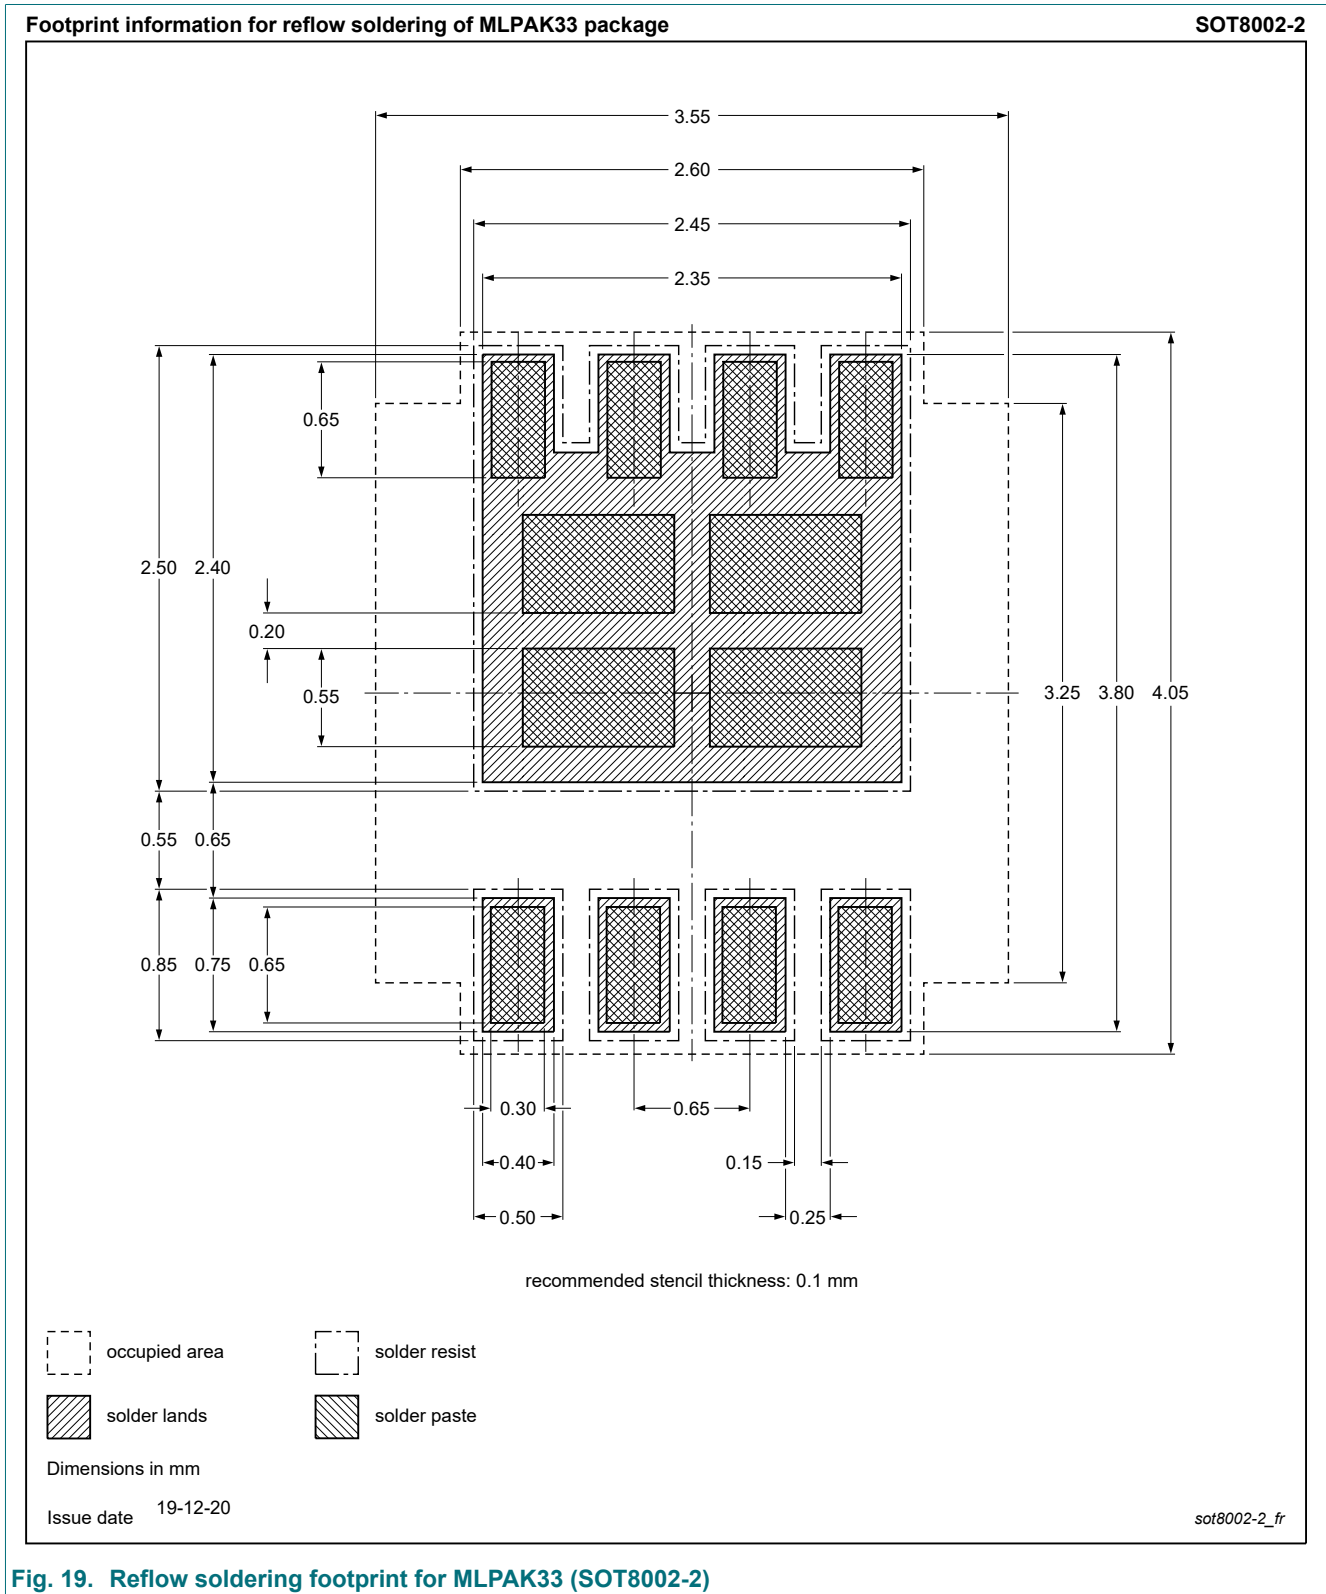 Footprint information for reflow soldering of MLPAK33 package SOT8002-2
3.55
2.60
2.45
2.35
0.65
2.50 2.40
0.20
0.55
3.25 3.80 4.05
0.55 0.65
0.85 0.75 0.65
0.30 0.65
0.40 0.15
0.50 0.25
recommended stencil thickness: 0.1 mm
occupied area solder resist
solder lands solder paste
Dimensions in mm
Issue date 19-12-20
sot8002-2_fr
Fig. 19. Reflow soldering footprint for MLPAK33 (SOT8002-2)